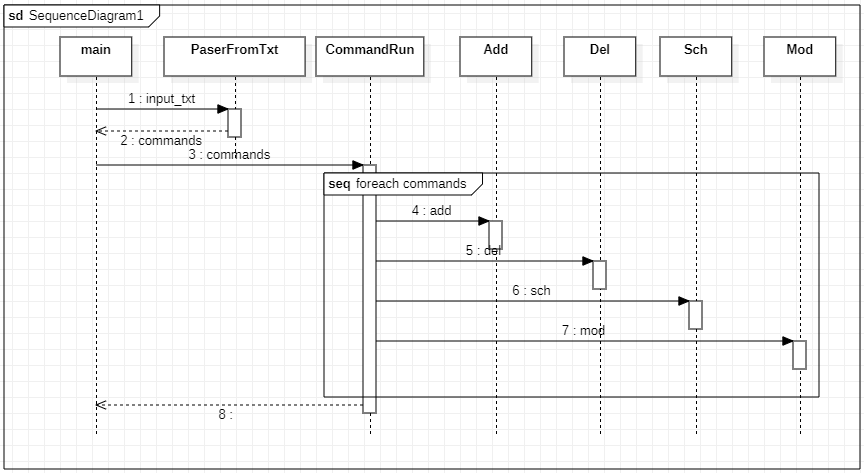 sd SequenceDiagram1
main
PaserFromTxt
CommandRun
Add
Del
Sch
Mod
1 : input_txt
2 : commands
3 : commands
seq foreach commands
4 : add
5 : del
6 : sch
7 : mod
8 :